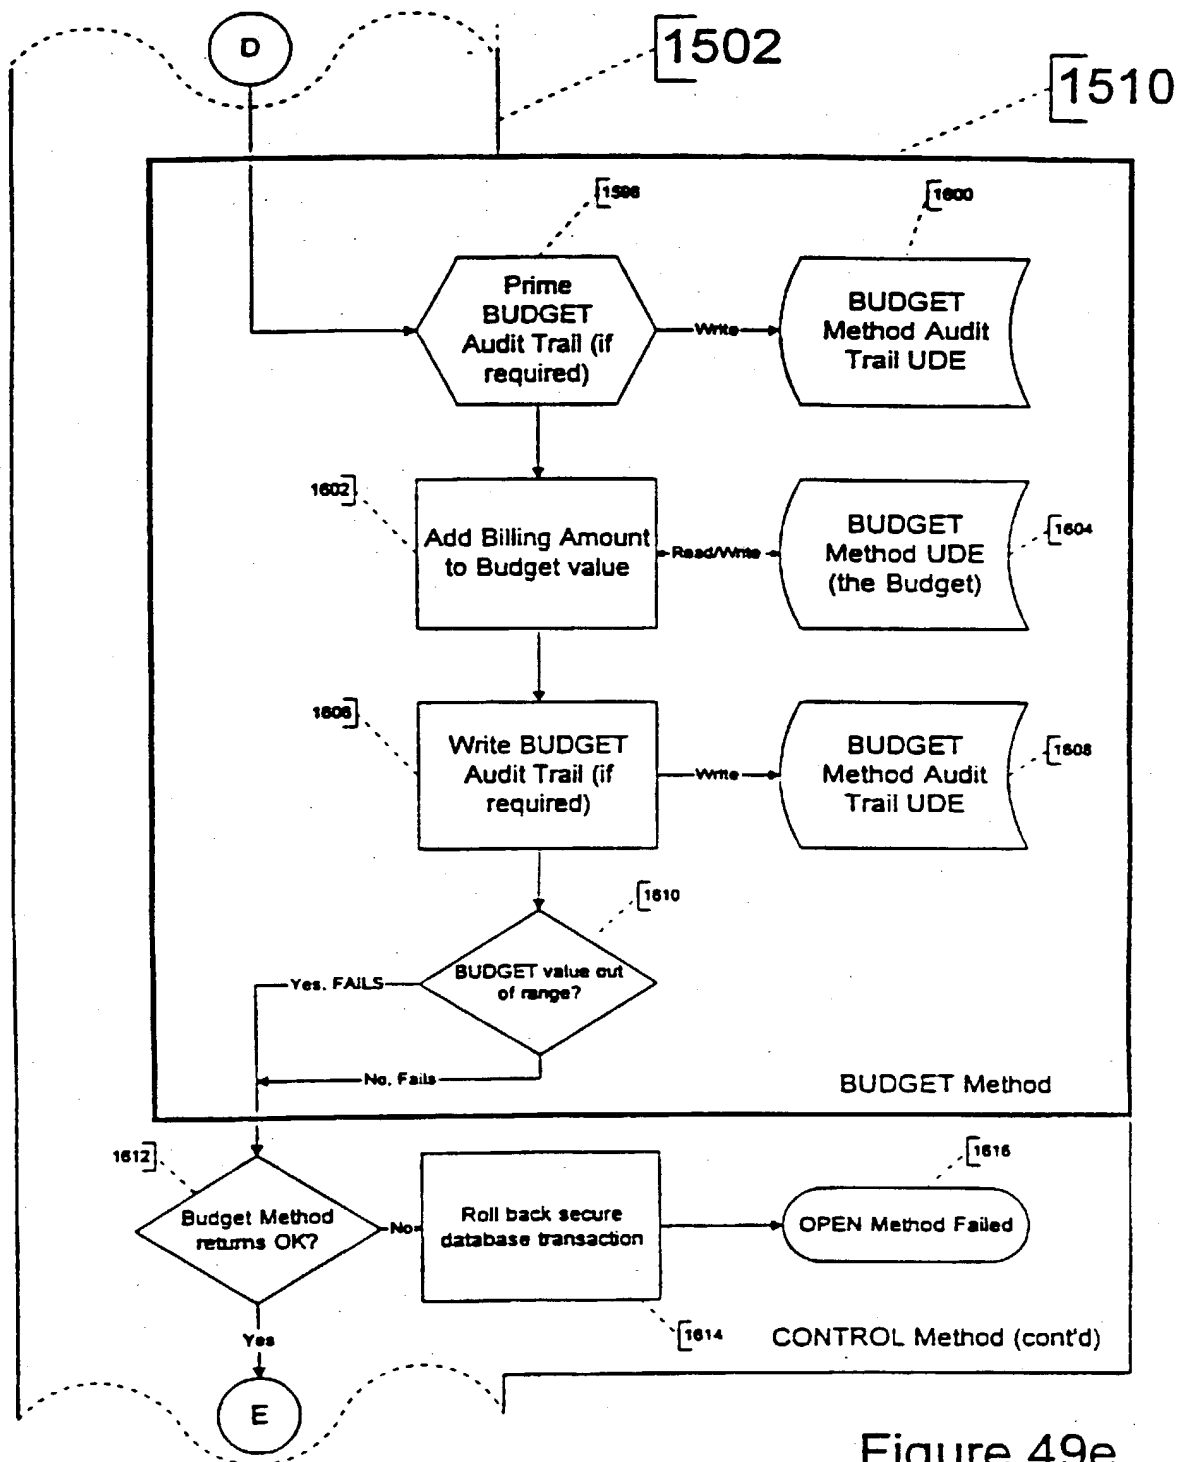 D
1502
1510
1598
1600
Prime
BUDGET
Audit Trail (if
required)
Write
BUDGET
Method Audit
Trail UDE
1602
Add Billing Amount
to Budget value
Read/Write
BUDGET
Method UDE
(the Budget)
1604
1606
Write BUDGET
Audit Trail (if
required)
Write
BUDGET
Method Audit
Trail UDE
1608
1610
BUDGET value out
of range?
Yes, FAILS
No, Fails
BUDGET Method
1612
Budget Method
returns OK?
No
Roll back secure
database transaction
1616
OPEN Method Failed
1614
Yes
CONTROL Method (cont'd)
E
Figure 49e